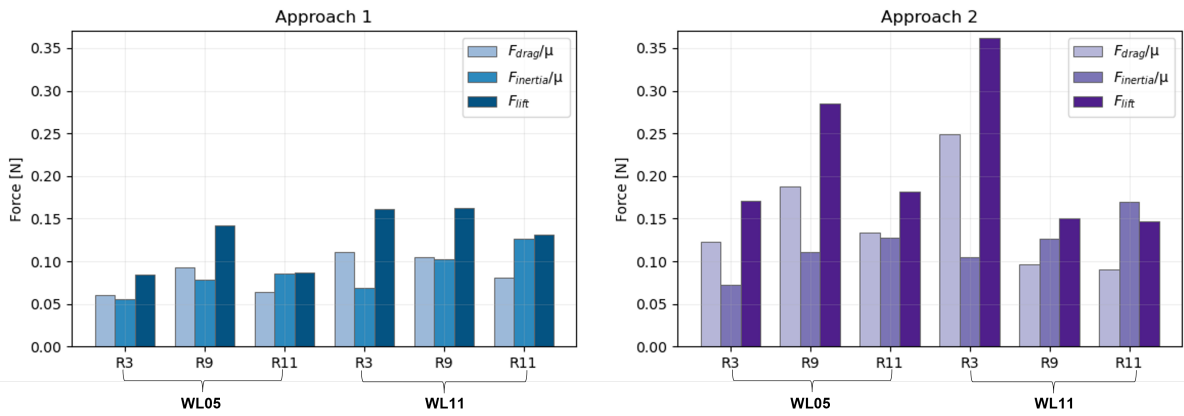 Approach 1
F_drag/μ
F_inertia/μ
F_lift
Force [N]
0.35
0.30
0.25
0.20
0.15
0.10
0.05
0.00
R3 R9 R11 R3 R9 R11
WL05 WL11
Approach 2
F_drag/μ
F_inertia/μ
F_lift
Force [N]
0.35
0.30
0.25
0.20
0.15
0.10
0.05
0.00
R3 R9 R11 R3 R9 R11
WL05 WL11